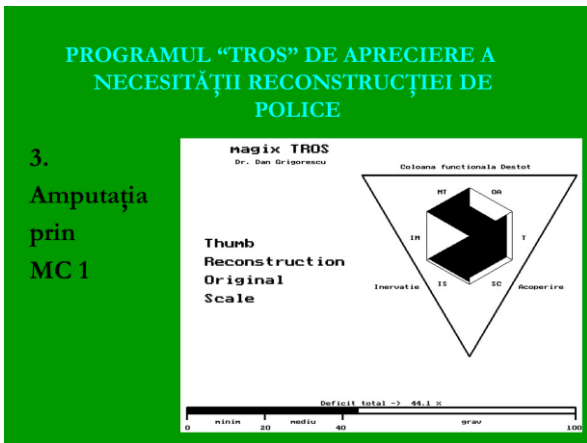 PROGRAMUL “TROS” DE APRECIERE A
NECESITĂȚII RECONSTRUCȚIEI DE
POLICE
3.
Amputația
prin
MC 1
magix TROS
Dr. Dan Grigorescu
Coloana functionala Destot
MT OA
IM T
Inervatie IS SC Acoperire
Thumb
Reconstruction
Original
Scale
Deficit total -> 44.1 %
minim mediu grav
0 20 40 100